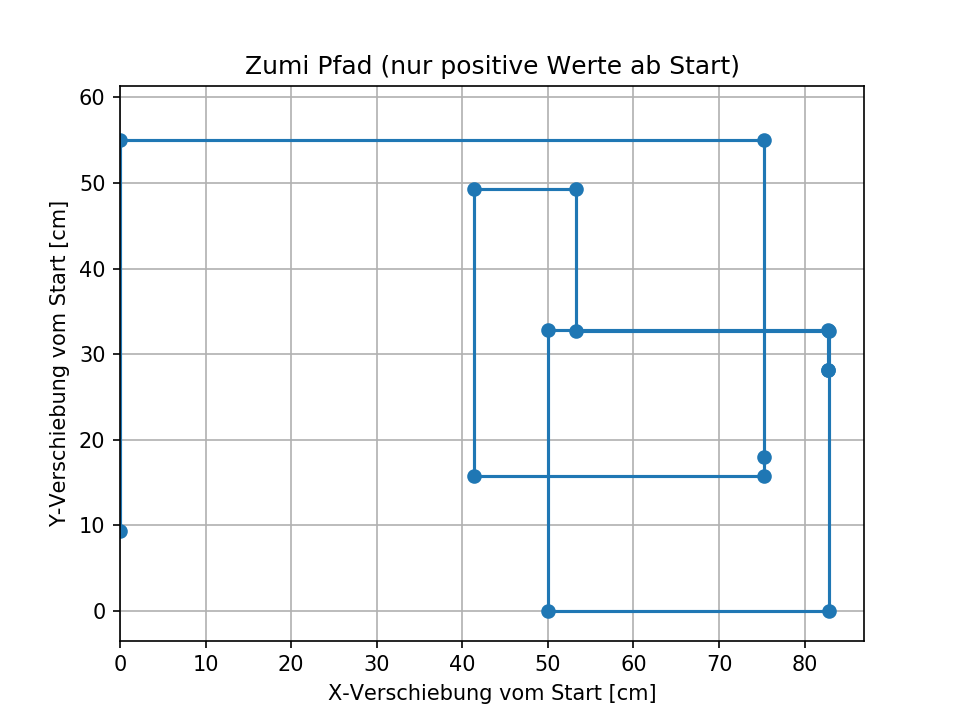 Zumi Pfad (nur positive Werte ab Start)
60
50
40
30
20
10
0
Y-Verschiebung vom Start [cm]
0 10 20 30 40 50 60 70 80
X-Verschiebung vom Start [cm]